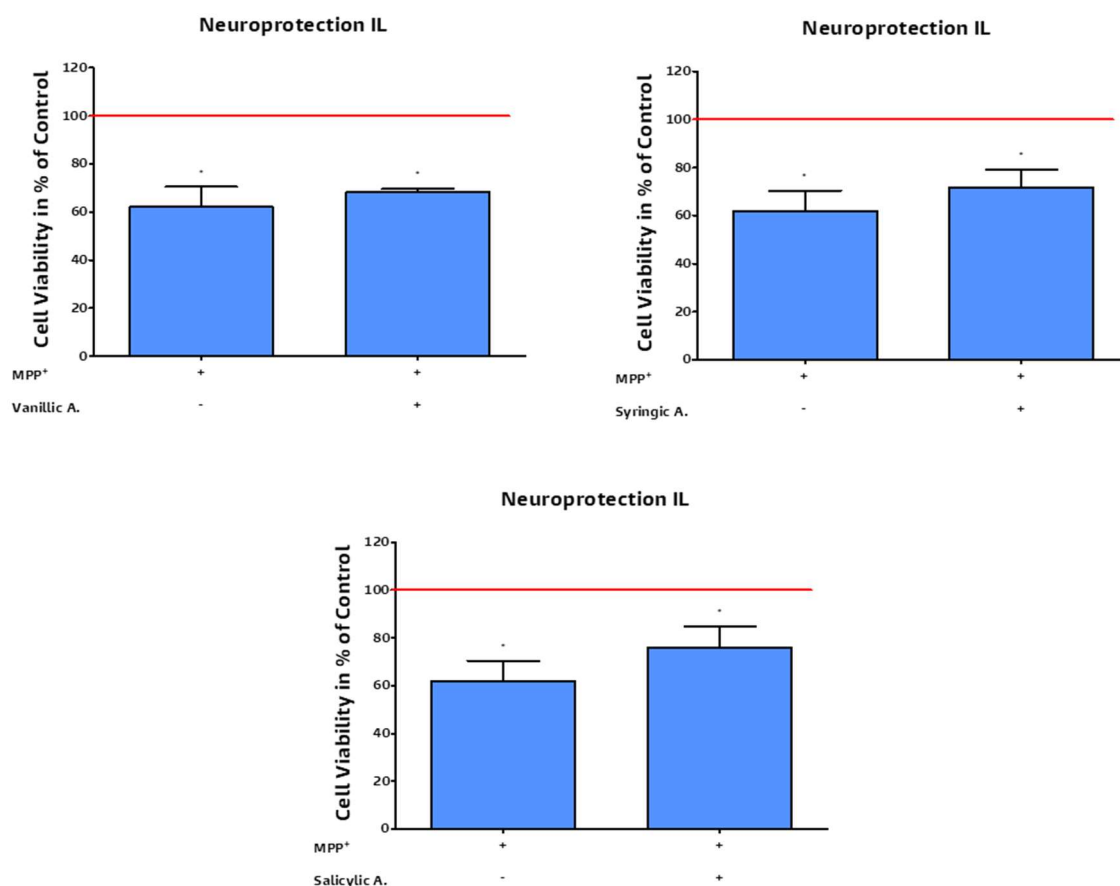 Neuroprotection IL
Cell Viability in % of Control
120
100
80
60
40
20
0
MPP⁺ + +
Vanillic A. - +
Neuroprotection IL
Cell Viability in % of Control
120
100
80
60
40
20
0
MPP⁺ + +
Syringic A. - +
Neuroprotection IL
Cell Viability in % of Control
120
100
80
60
40
20
0
MPP⁺ + +
Salicylic A. - +